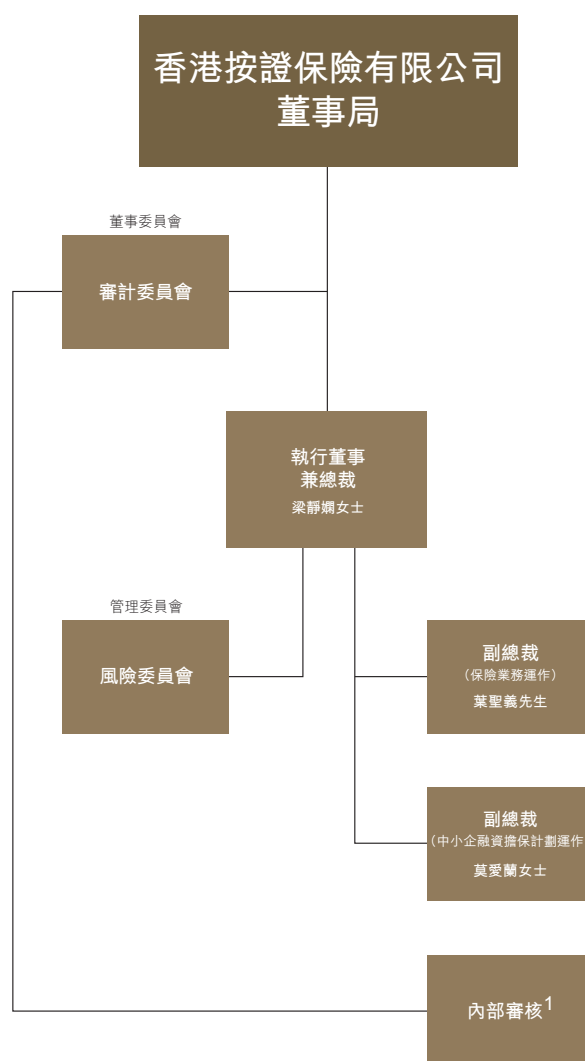 香港按證保險有限公司
董事局
董事委員會
審計委員會
執行董事
兼總裁
梁靜嫻女士
管理委員會
風險委員會
副總裁
（保險業務運作）
葉聖義先生
副總裁
（中小企融資擔保計劃運作
莫愛蘭女士
內部審核1